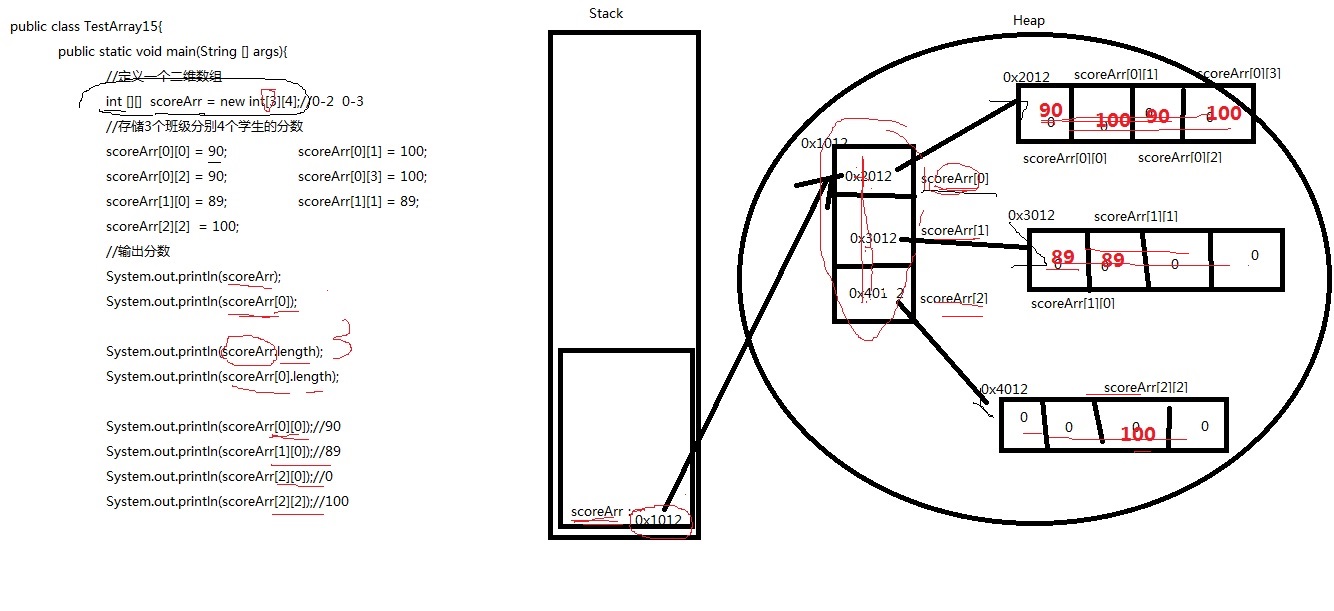 public class TestArray15{
public static void main(String [] args){
//定义一个二维数组
int [][] scoreArr = new int[3][4];//0-2 0-3
//存储3个班级分别4个学生的分数
scoreArr[0][0] = 90; scoreArr[0][1] = 100;
scoreArr[0][2] = 90; scoreArr[0][3] = 100;
scoreArr[1][0] = 89; scoreArr[1][1] = 89;
scoreArr[2][2] = 100;
//输出分数
System.out.println(scoreArr);
System.out.println(scoreArr[0]);
System.out.println(scoreArr.length); 3
System.out.println(scoreArr[0].length);
System.out.println(scoreArr[0][0]);//90
System.out.println(scoreArr[1][0]);//89
System.out.println(scoreArr[2][0]);//0
System.out.println(scoreArr[2][2]);//100
Stack
scoreArr :
0x1012
Heap
0x1012
0x2012
scoreArr[0]
0x3012
scoreArr[1]
0x401 2
scoreArr[2]
0x2012 scoreArr[0][1] scoreArr[0][3]
90 100 90 100
0 0 0 0
scoreArr[0][0] scoreArr[0][2]
0x3012 scoreArr[1][1]
89 89
0 0 0 0
scoreArr[1][0]
0x4012 scoreArr[2][2]
0 0 0 0
100